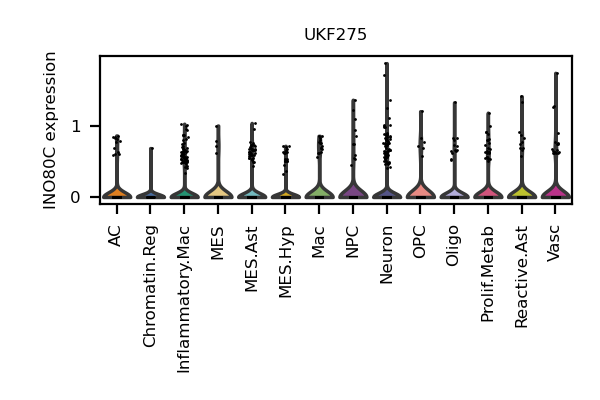 UKF275
INO80C expression
1
0
AC
Chromatin.Reg
Inflammatory.Mac
MES
MES.Ast
MES.Hyp
Mac
NPC
Neuron
OPC
Oligo
Prolif.Metab
Reactive.Ast
Vasc